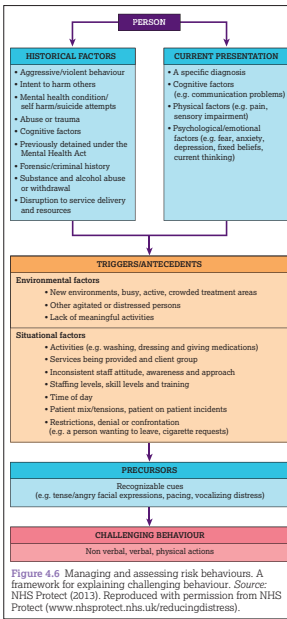 PERSON
HISTORICAL FACTORS
• Aggressive/violent behaviour
• Intent to harm others
• Mental health condition/
self harm/suicide attempts
• Abuse or trauma
• Cognitive factors
• Previously detained under the
Mental Health Act
• Forensic/criminal history
• Substance and alcohol abuse
or withdrawal
• Disruption to service delivery
and resources
CURRENT PRESENTATION
• A specific diagnosis
• Cognitive factors
(e.g. communication problems)
• Physical factors (e.g. pain,
sensory impairment)
• Psychological/emotional
factors (e.g. fear, anxiety,
depression, fixed beliefs,
current thinking)
TRIGGERS/ANTECEDENTS
Environmental factors
• New environments, busy, active, crowded treatment areas
• Other agitated or distressed persons
• Lack of meaningful activities
Situational factors
• Activities (e.g. washing, dressing and giving medications)
• Services being provided and client group
• Inconsistent staff attitude, awareness and approach
• Staffing levels, skill levels and training
• Time of day
• Patient mix/tensions, patient on patient incidents
• Restrictions, denial or confrontation
(e.g. a person wanting to leave, cigarette requests)
PRECURSORS
Recognizable cues
(e.g. tense/angry facial expressions, pacing, vocalizing distress)
CHALLENGING BEHAVIOUR
Non verbal, verbal, physical actions
Figure 4.6 Managing and assessing risk behaviours. A
framework for explaining challenging behaviour. Source:
NHS Protect (2013). Reproduced with permission from NHS
Protect (www.nhsprotect.nhs.uk/reducingdistress).